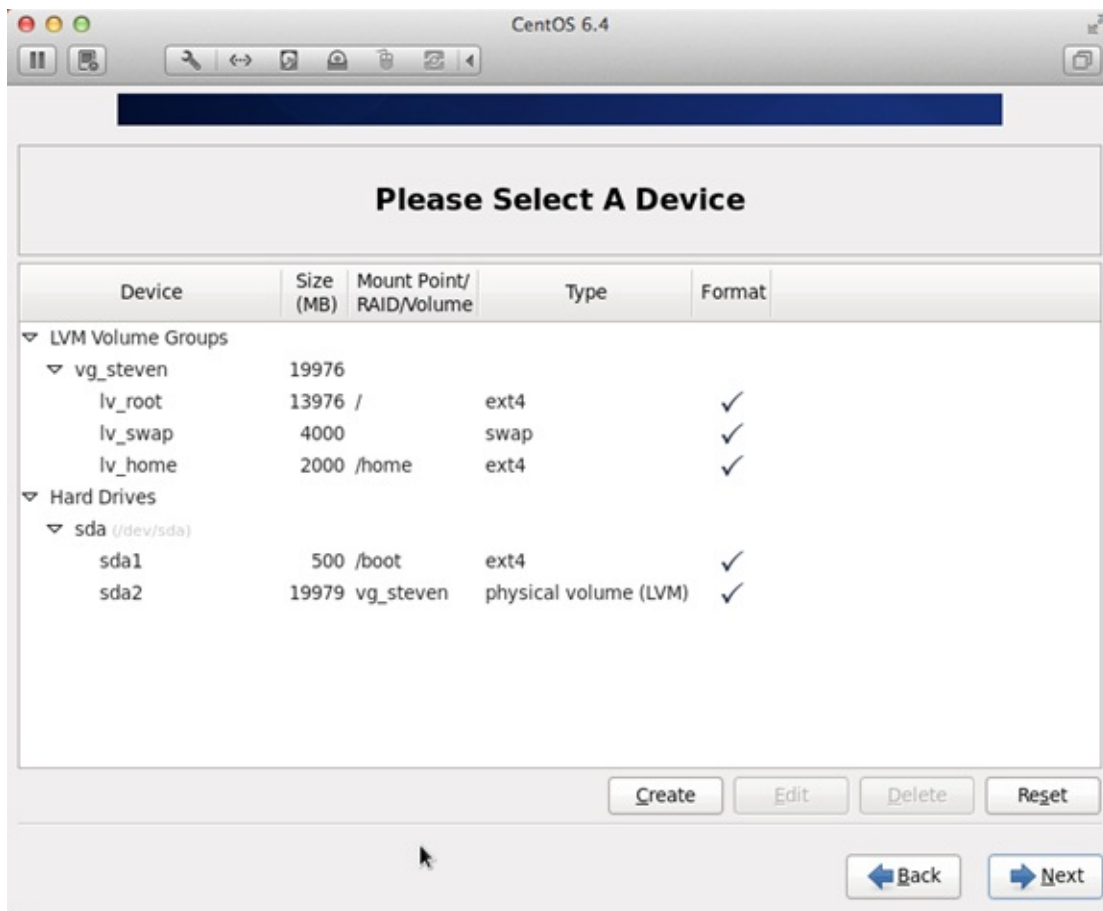 CentOS 6.4
Please Select A Device
Device Size (MB) Mount Point/ RAID/Volume Type Format
LVM Volume Groups
vg_steven 19976
lv_root 13976 / ext4
lv_swap 4000 swap
lv_home 2000 /home ext4
Hard Drives
sda (/dev/sda)
sda1 500 /boot ext4
sda2 19979 vg_steven physical volume (LVM)
Create Edit Delete Reset
Back Next